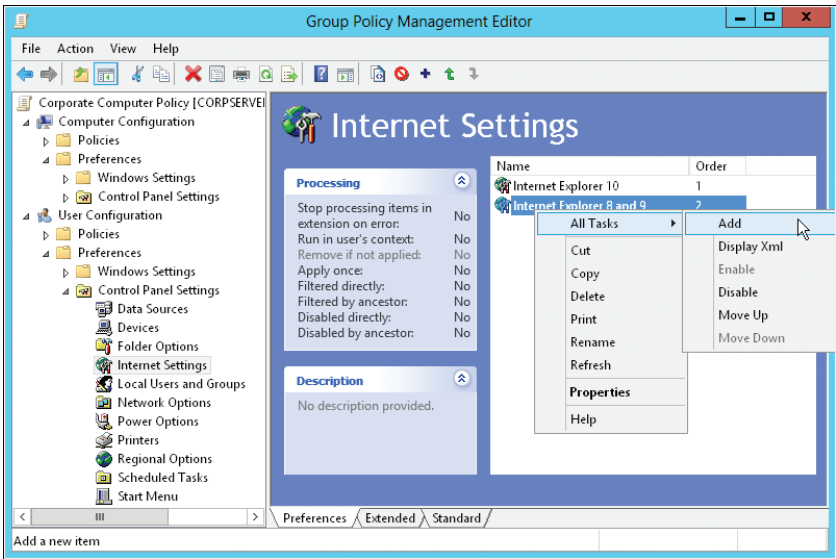 Group Policy Management Editor
File Action View Help
Corporate Computer Policy [CORPSERVE
Computer Configuration
Policies
Preferences
Windows Settings
Control Panel Settings
User Configuration
Policies
Preferences
Windows Settings
Control Panel Settings
Data Sources
Devices
Folder Options
Internet Settings
Local Users and Groups
Network Options
Power Options
Printers
Regional Options
Scheduled Tasks
Start Menu
Internet Settings
Processing
Stop processing items in extension on error: No
Run in user's context: No
Remove if not applied: No
Apply once: No
Filtered directly: No
Filtered by ancestor: No
Disabled directly: No
Disabled by ancestor: No
Description
No description provided.
Name Order
Internet Explorer 10 1
Internet Explorer 8 and 9 2
All Tasks
Cut
Copy
Delete
Print
Rename
Refresh
Properties
Help
Add
Display Xml
Enable
Disable
Move Up
Move Down
Preferences Extended Standard
Add a new item